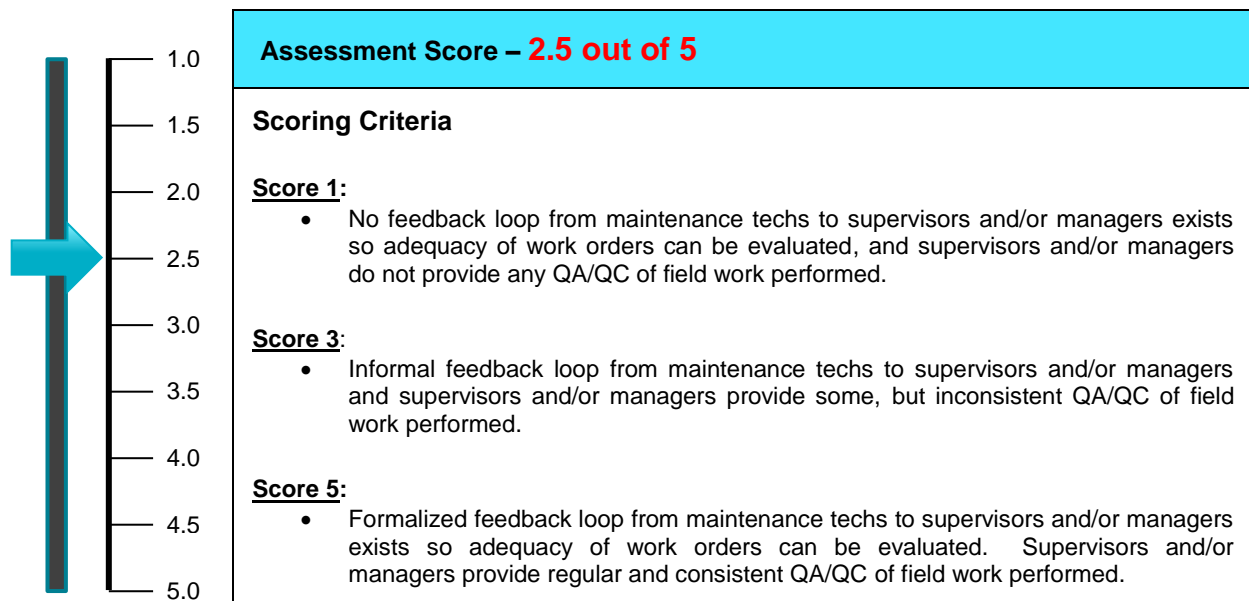 1.0
1.5
2.0
2.5
3.0
3.5
4.0
4.5
5.0
Assessment Score – 2.5 out of 5
Scoring Criteria
Score 1:
• No feedback loop from maintenance techs to supervisors and/or managers exists
so adequacy of work orders can be evaluated, and supervisors and/or managers
do not provide any QA/QC of field work performed.
Score 3:
• Informal feedback loop from maintenance techs to supervisors and/or managers
and supervisors and/or managers provide some, but inconsistent QA/QC of field
work performed.
Score 5:
• Formalized feedback loop from maintenance techs to supervisors and/or managers
exists so adequacy of work orders can be evaluated. Supervisors and/or
managers provide regular and consistent QA/QC of field work performed.